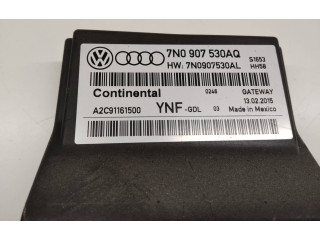 7N0 907 530AQ
HW: 7N0907530AL
S1653
HH58
Continental
0248
GATEWAY
13.02.2015
A2C91161500
YNF -GDL
03
Made in Mexico